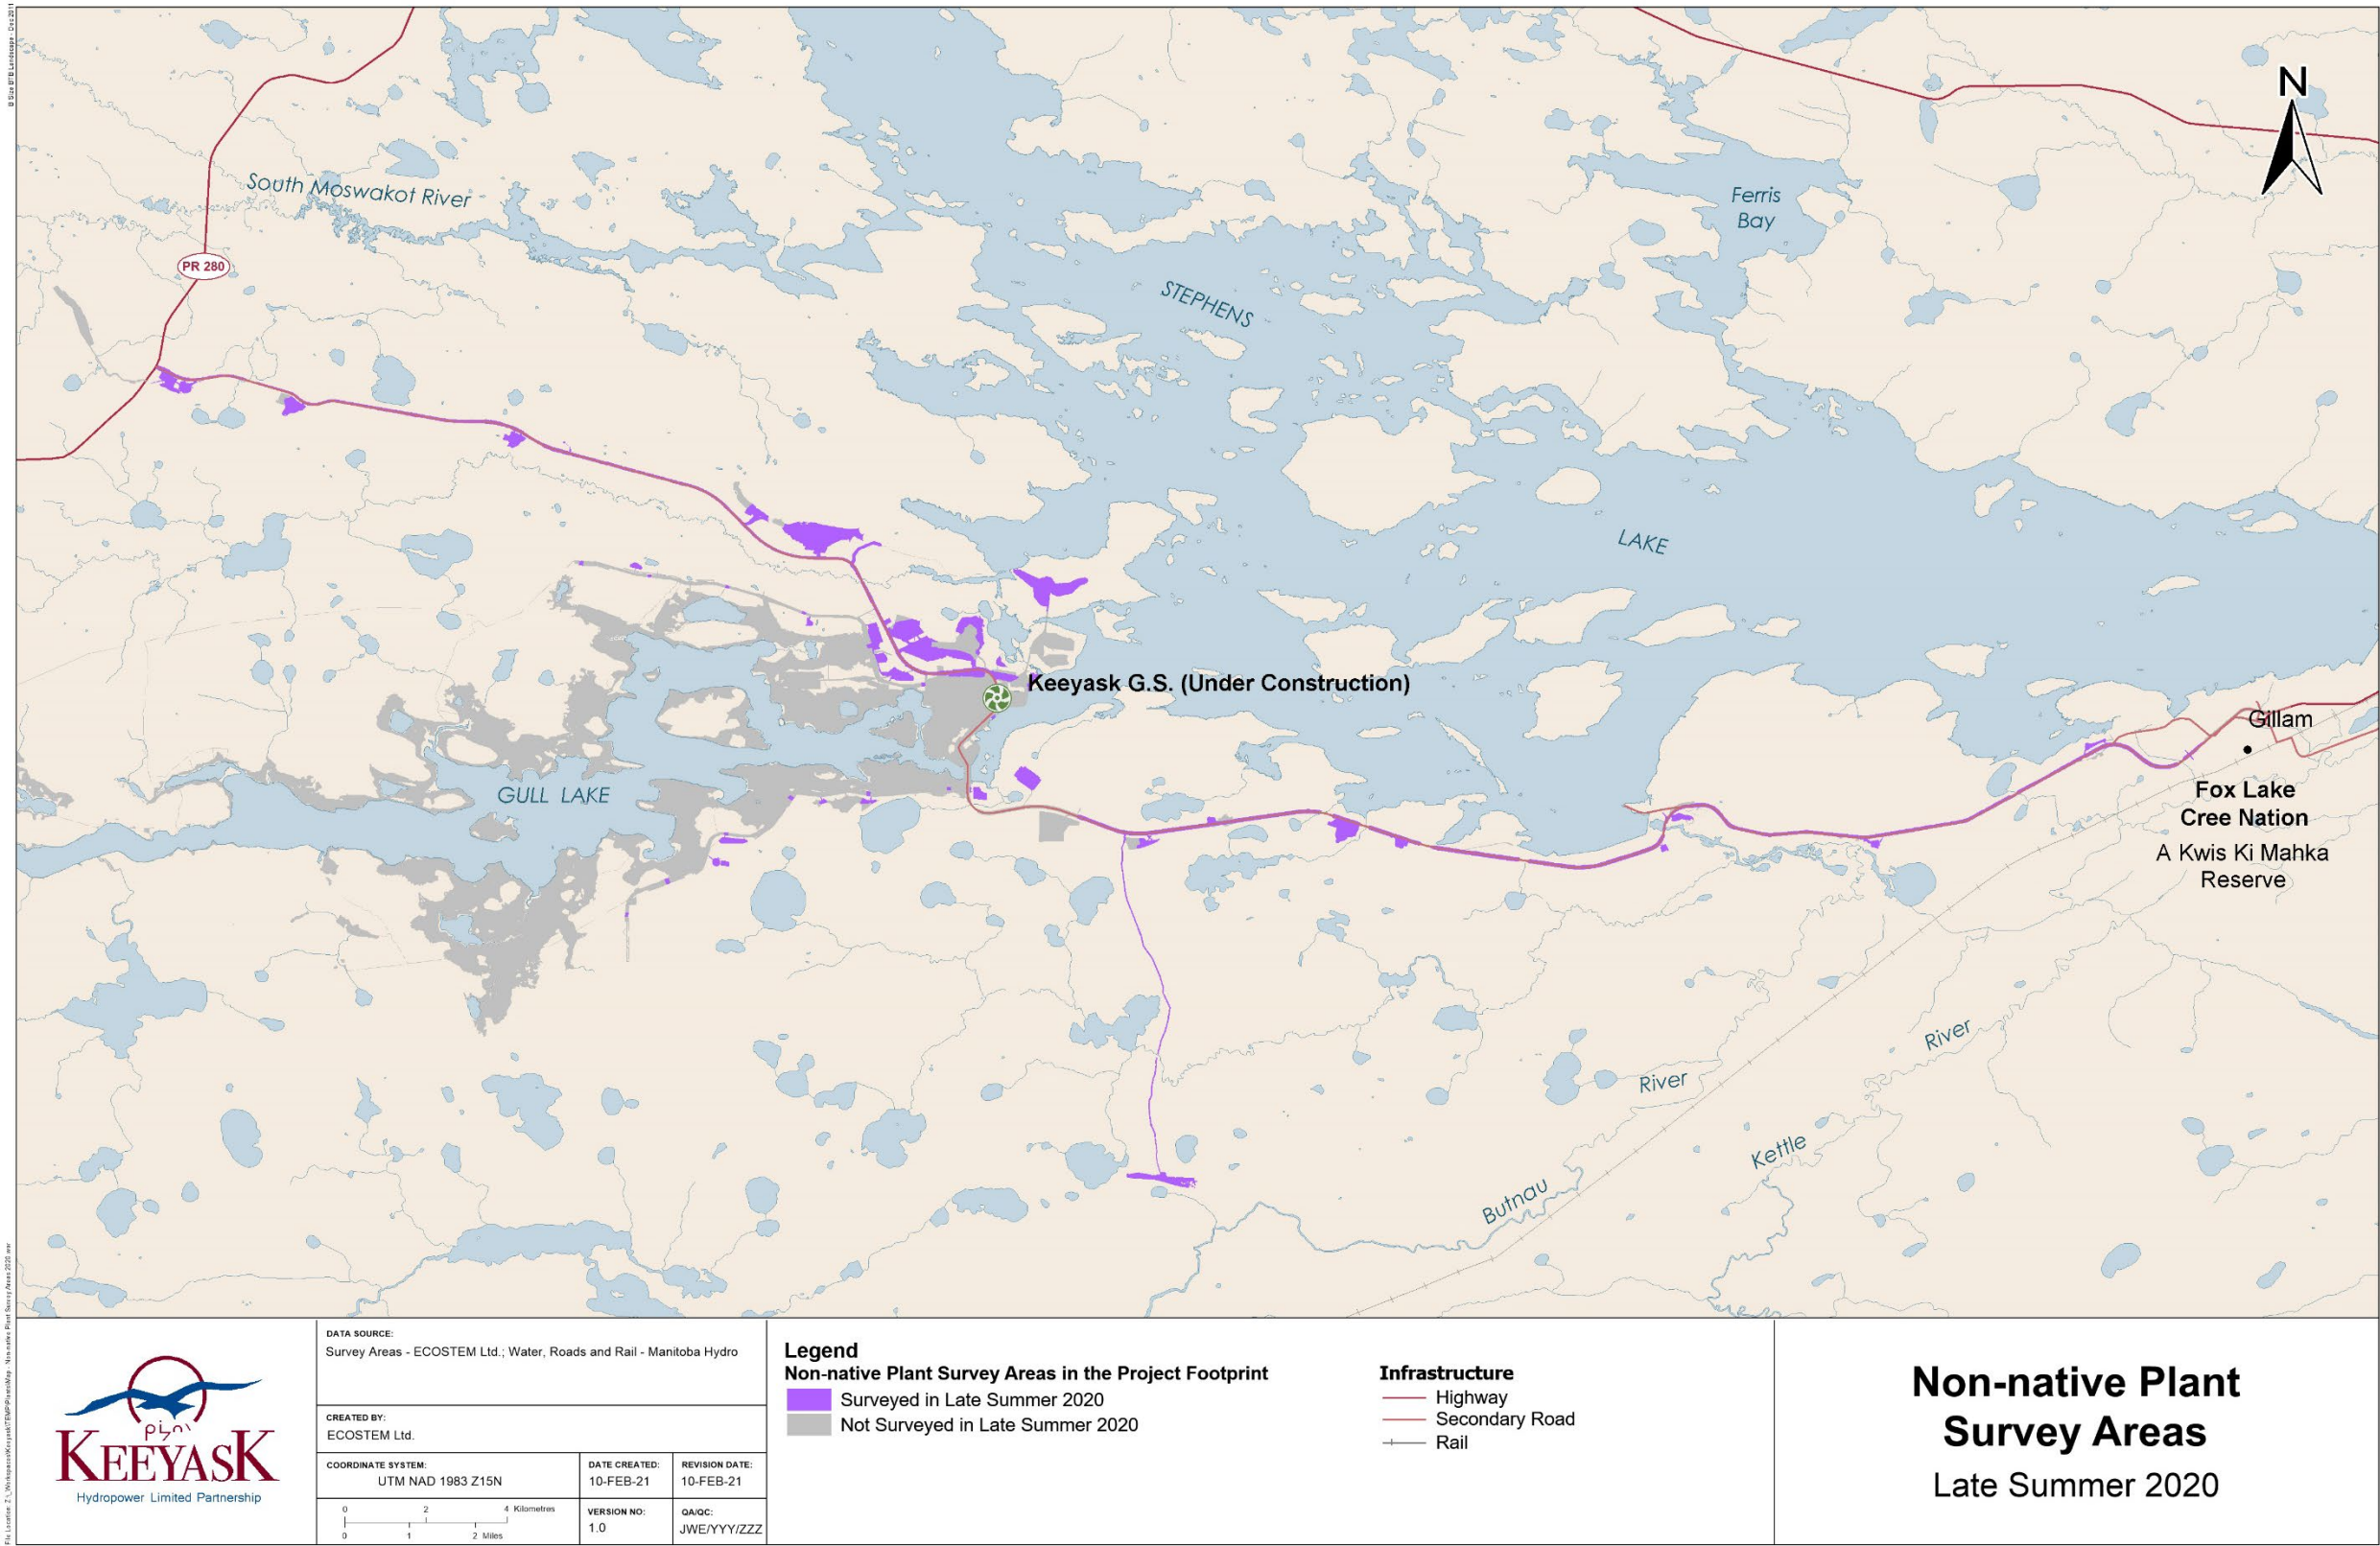 B Size BTB Landscape - Dec 2011
N
South Moswakot River
Ferris
Bay
PR 280
STEPHENS
LAKE
Keeyask G.S. (Under Construction)
Gillam
GULL LAKE
Fox Lake
Cree Nation
A Kwis Ki Mahka
Reserve
River
River
Kettle
Butnau
DATA SOURCE:
Survey Areas - ECOSTEM Ltd.; Water, Roads and Rail - Manitoba Hydro
CREATED BY:
ECOSTEM Ltd.
COORDINATE SYSTEM:
UTM NAD 1983 Z15N
DATE CREATED:
10-FEB-21
REVISION DATE:
10-FEB-21
0 2 4 Kilometres
0 1 2 Miles
VERSION NO:
1.0
QA/QC:
JWE/YYY/ZZZ
KEEYASK
Hydropower Limited Partnership
Legend
Non-native Plant Survey Areas in the Project Footprint
Surveyed in Late Summer 2020
Not Surveyed in Late Summer 2020
Infrastructure
Highway
Secondary Road
Rail
Non-native Plant
Survey Areas
Late Summer 2020